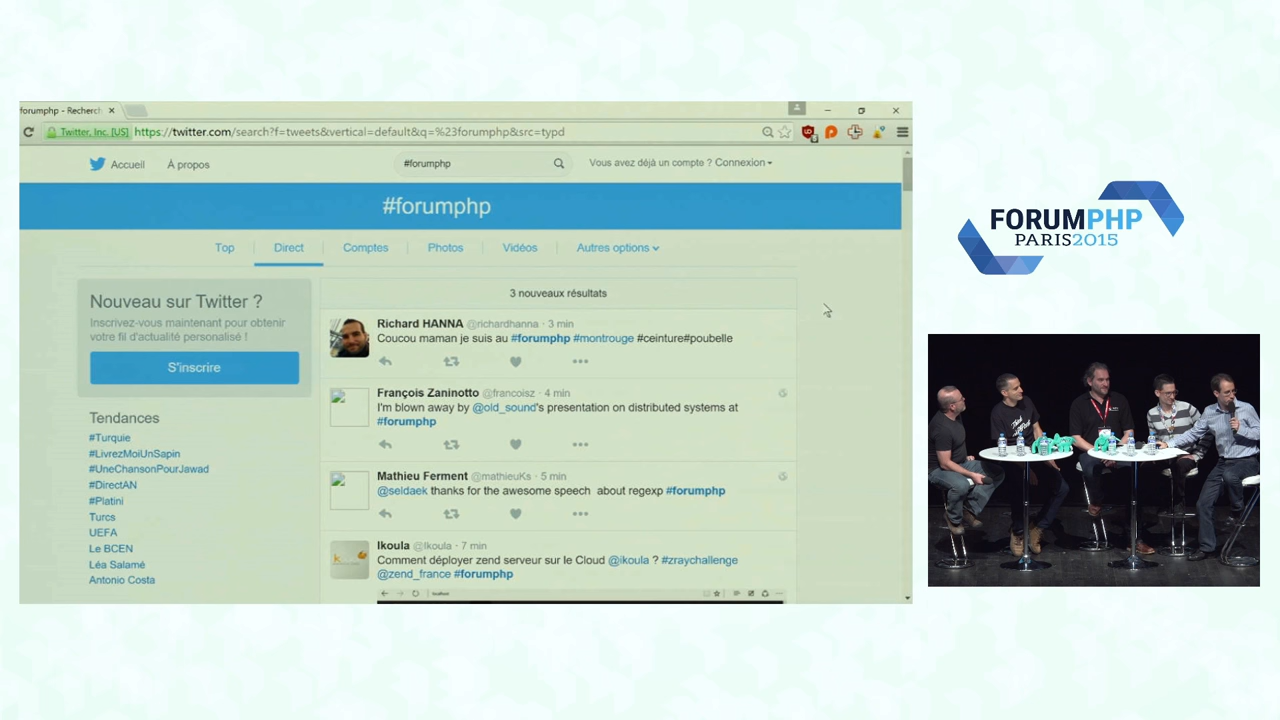 forumphp - Recherch
Twitter, Inc. [US] https://twitter.com/search?f=tweets&vertical=default&q=%23forumphp&src=typd
Accueil À propos #forumphp Vous avez déjà un compte ? Connexion
#forumphp
Top Direct Comptes Photos Vidéos Autres options
Nouveau sur Twitter ?
Inscrivez-vous maintenant pour obtenir
votre fil d'actualité personalisé !
S'inscrire
Tendances
#Turquie
#LivrezMoiUnSapin
#UneChansonPourJawad
#DirectAN
#Platini
Turcs
UEFA
Le BCEN
Léa Salamé
Antonio Costa
3 nouveaux résultats
Richard HANNA @richardhanna · 3 min
Coucou maman je suis au #forumphp #montrouge #ceinture#poubelle
François Zaninotto @francoisz · 4 min
I'm blown away by @old_sound's presentation on distributed systems at
#forumphp
Mathieu Ferment @mathieuKs · 5 min
@seldaek thanks for the awesome speech about regexp #forumphp
Ikoula @Ikoula · 7 min
Comment déployer zend serveur sur le Cloud @ikoula ? #zraychallenge
@zend_france #forumphp
FORUMPHP
PARIS2015